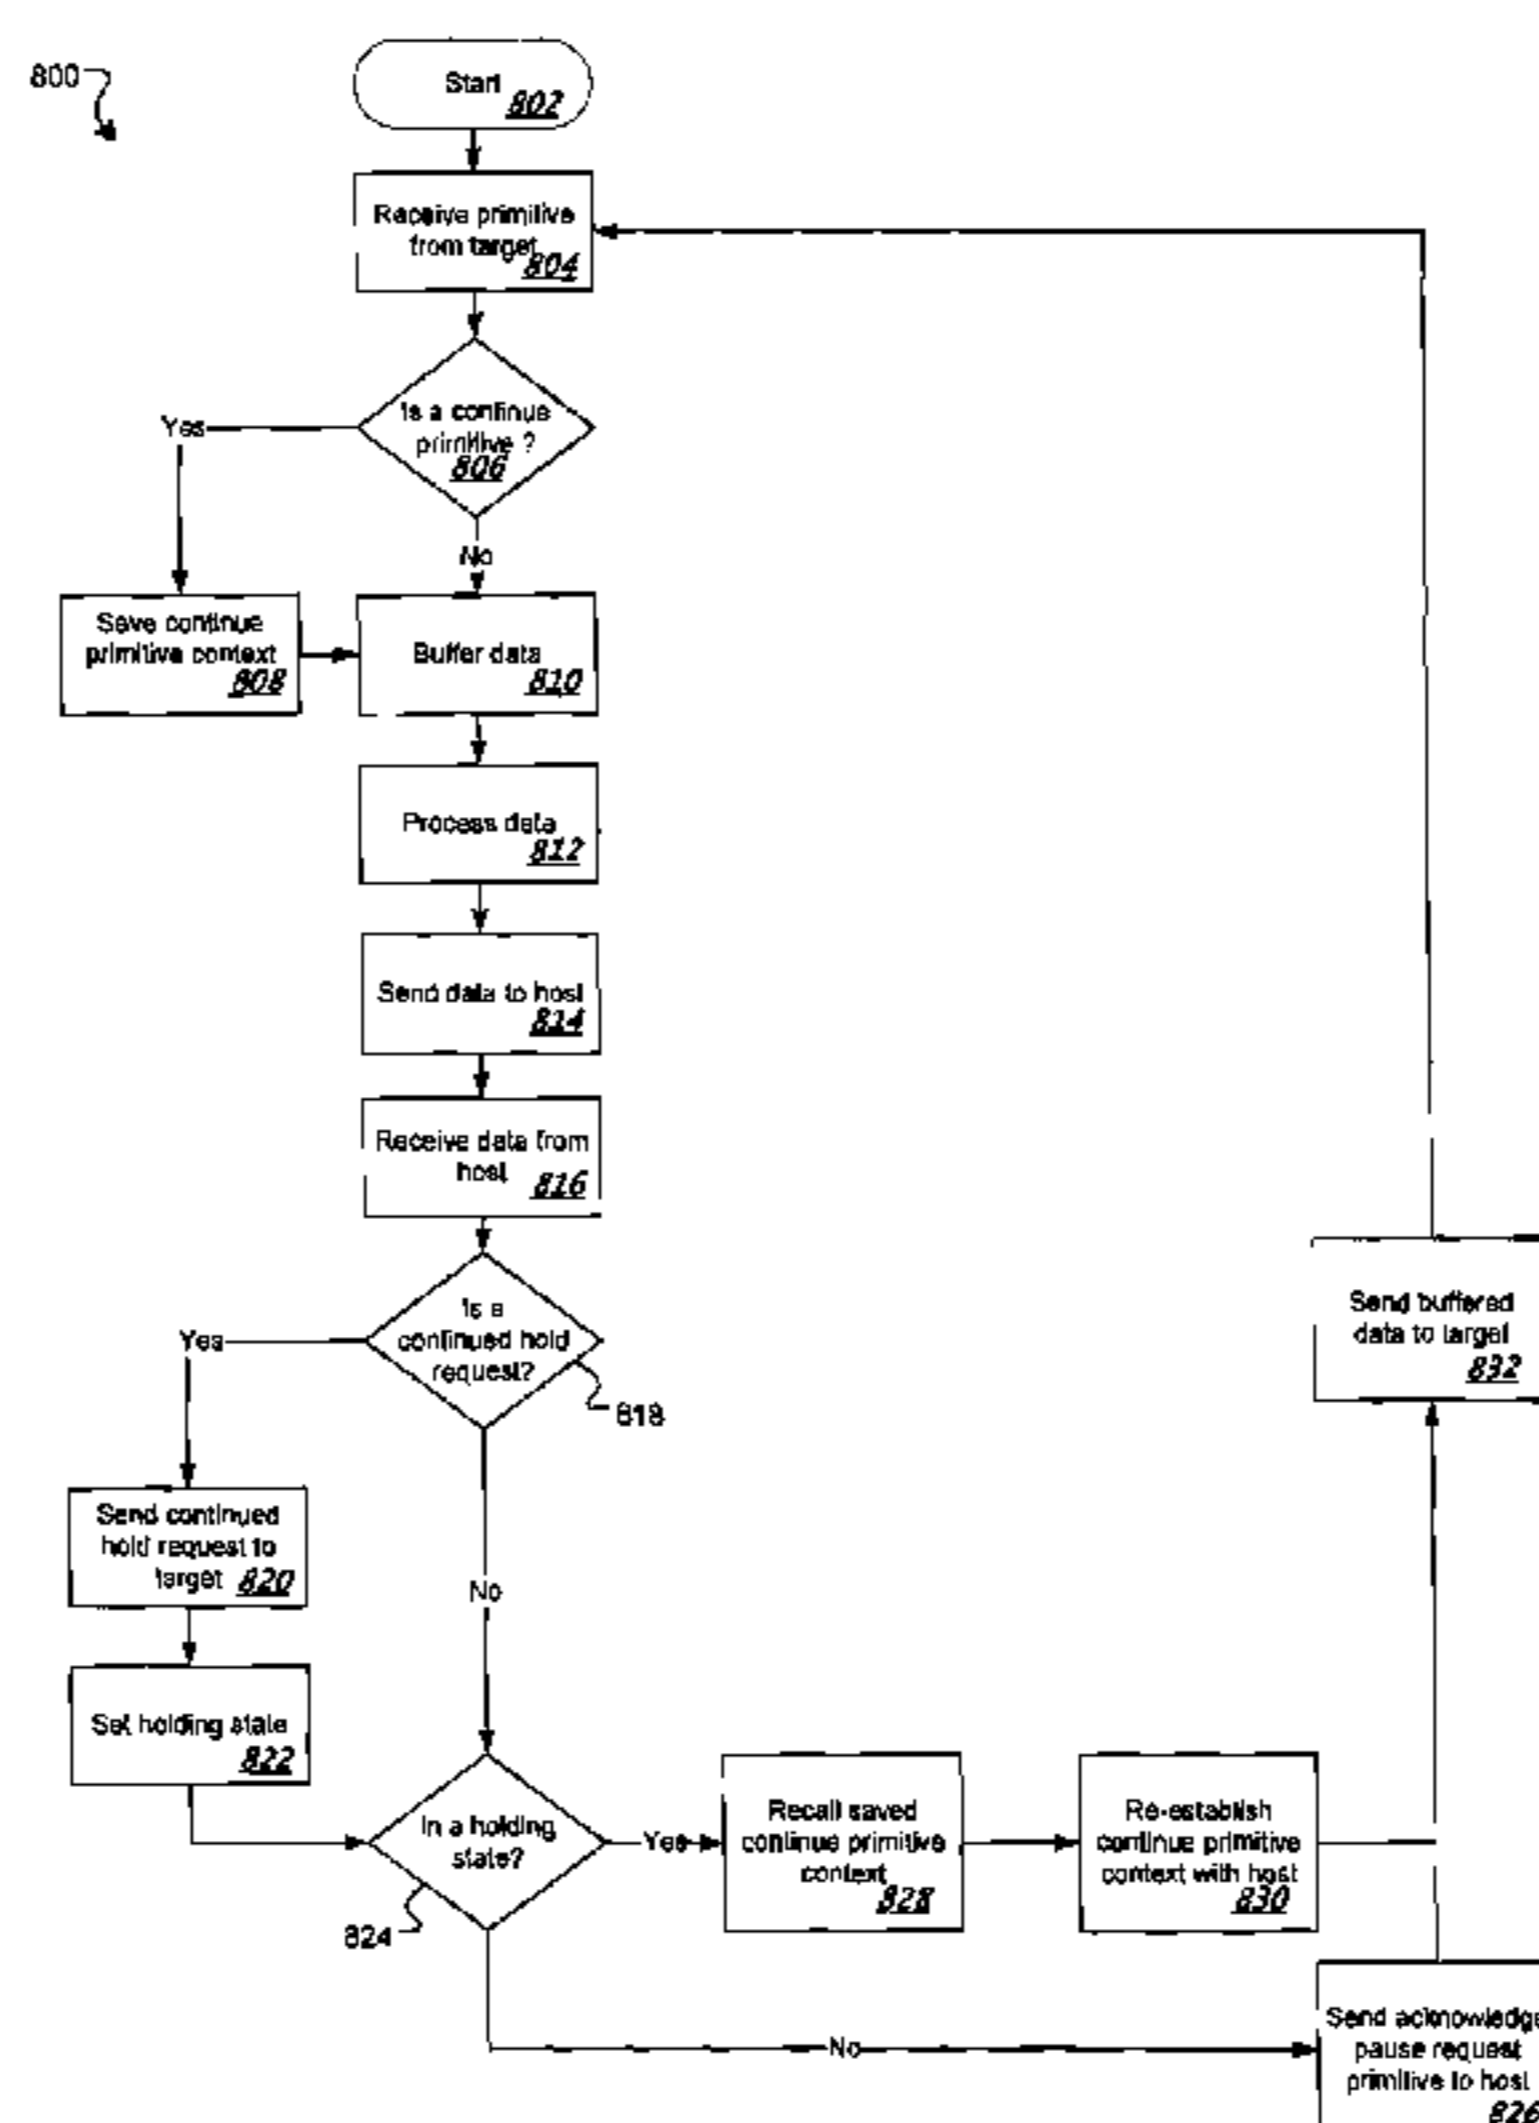 800
Start
802
Receive primitive
from target
804
Is a continue
primitive ?
806
Yes
No
Save continue
primitive context
808
Buffer data
810
Process data
812
Send data to host
814
Receive data from
host
816
Is a
continued hold
request?
818
Yes
No
Send continued
hold request to
target 820
Set holding state
822
In a holding
state?
824
Yes
Recall saved
continue primitive
context
828
Re-establish
continue primitive
context with host
830
Send buffered
data to target
832
No
Send acknowledge
pause request
primitive to host
826